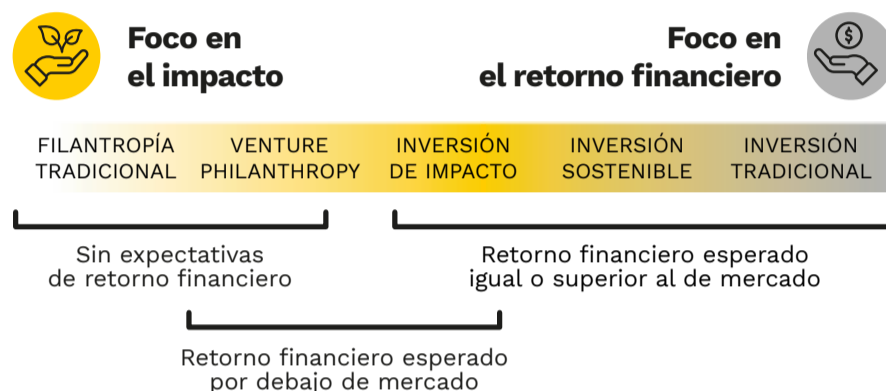 Foco en
el impacto
Foco en
el retorno financiero
$
FILANTROPÍA
TRADICIONAL
VENTURE
PHILANTHROPY
INVERSIÓN
DE IMPACTO
INVERSIÓN
SOSTENIBLE
INVERSIÓN
TRADICIONAL
Sin expectativas
de retorno financiero
Retorno financiero esperado
igual o superior al de mercado
Retorno financiero esperado
por debajo de mercado